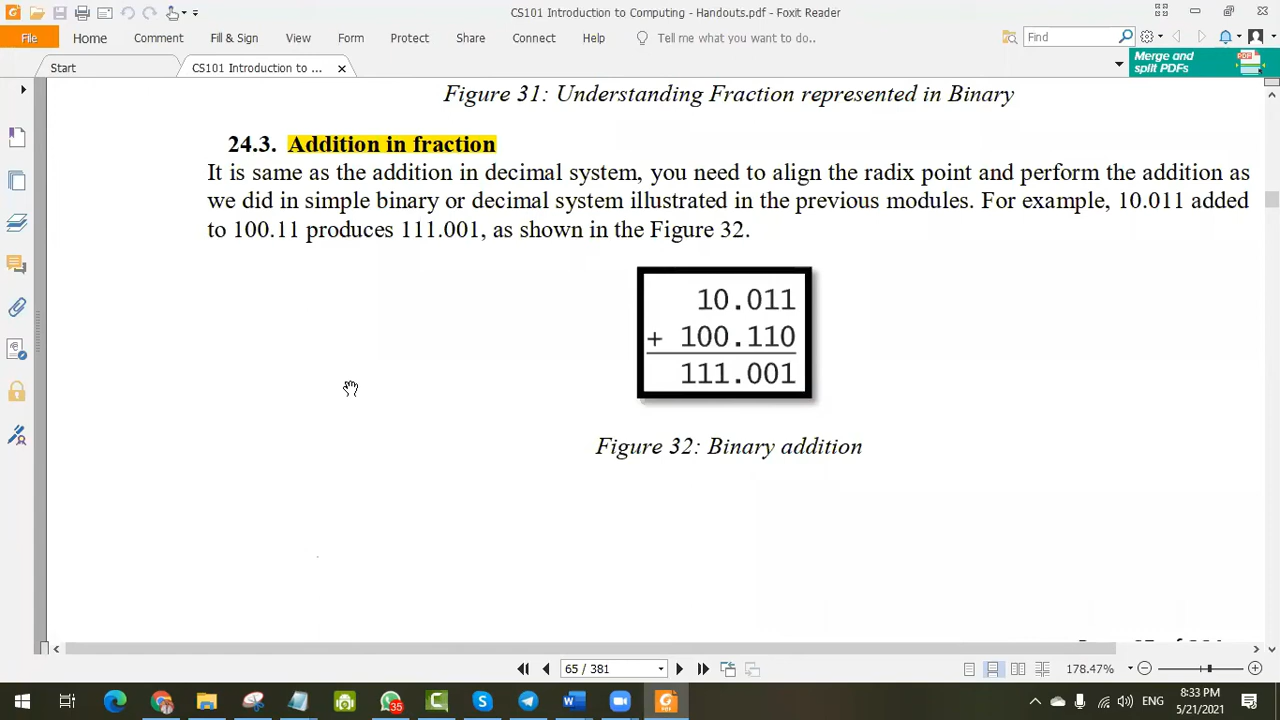 CS101 Introduction to Computing - Handouts.pdf - Foxit Reader
File Home Comment Fill & Sign View Form Protect Share Connect Help Tell me what you want to do.. Find
Start CS101 Introduction to ... Merge and
split PDFs
Figure 31: Understanding Fraction represented in Binary
24.3. Addition in fraction
It is same as the addition in decimal system, you need to align the radix point and perform the addition as
we did in simple binary or decimal system illustrated in the previous modules. For example, 10.011 added
to 100.11 produces 111.001, as shown in the Figure 32.
10.011
+ 100.110
111.001
Figure 32: Binary addition
65 / 381 178.47%
35 ENG 8:33 PM
5/21/2021